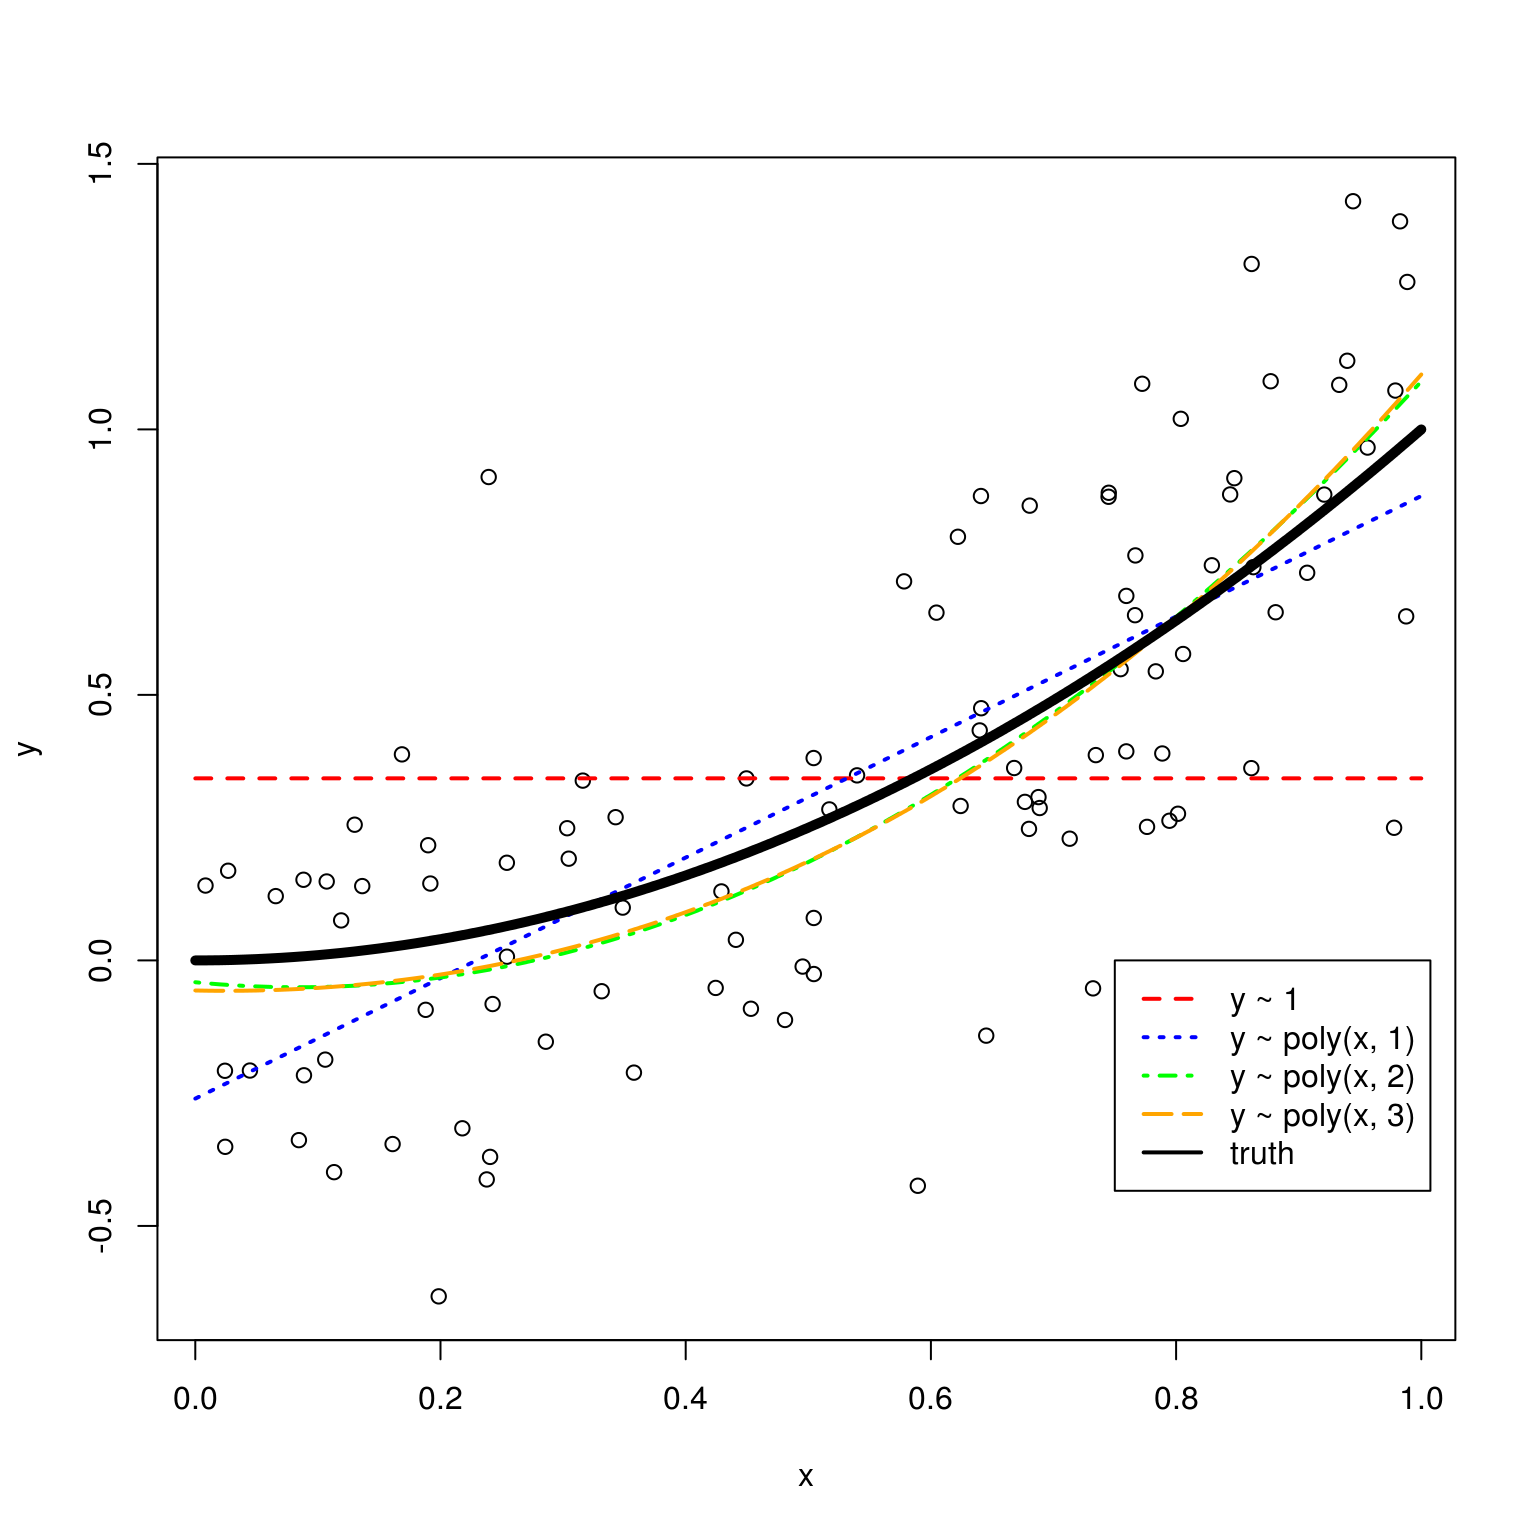 1.5
1.0
0.5
0.0
-0.5
y
0.0 0.2 0.4 0.6 0.8 1.0
x
y ~ 1
y ~ poly(x, 1)
y ~ poly(x, 2)
y ~ poly(x, 3)
truth